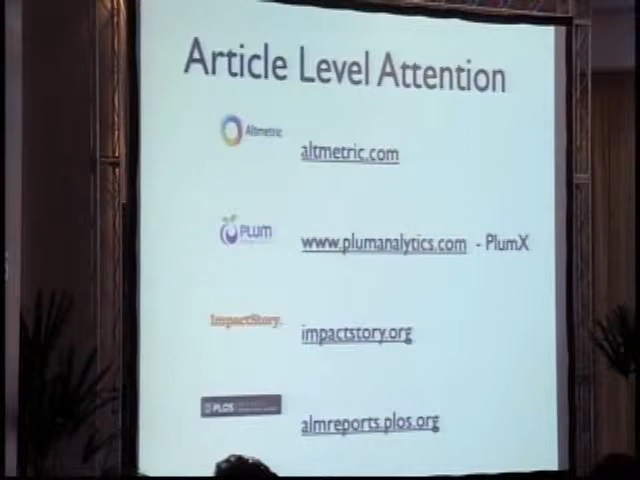 Article Level Attention
Altmetric
altmetric.com
PLUM
www.plumanalytics.com - PlumX
ImpactStory.
impactstory.org
PLOS
almreports.plos.org